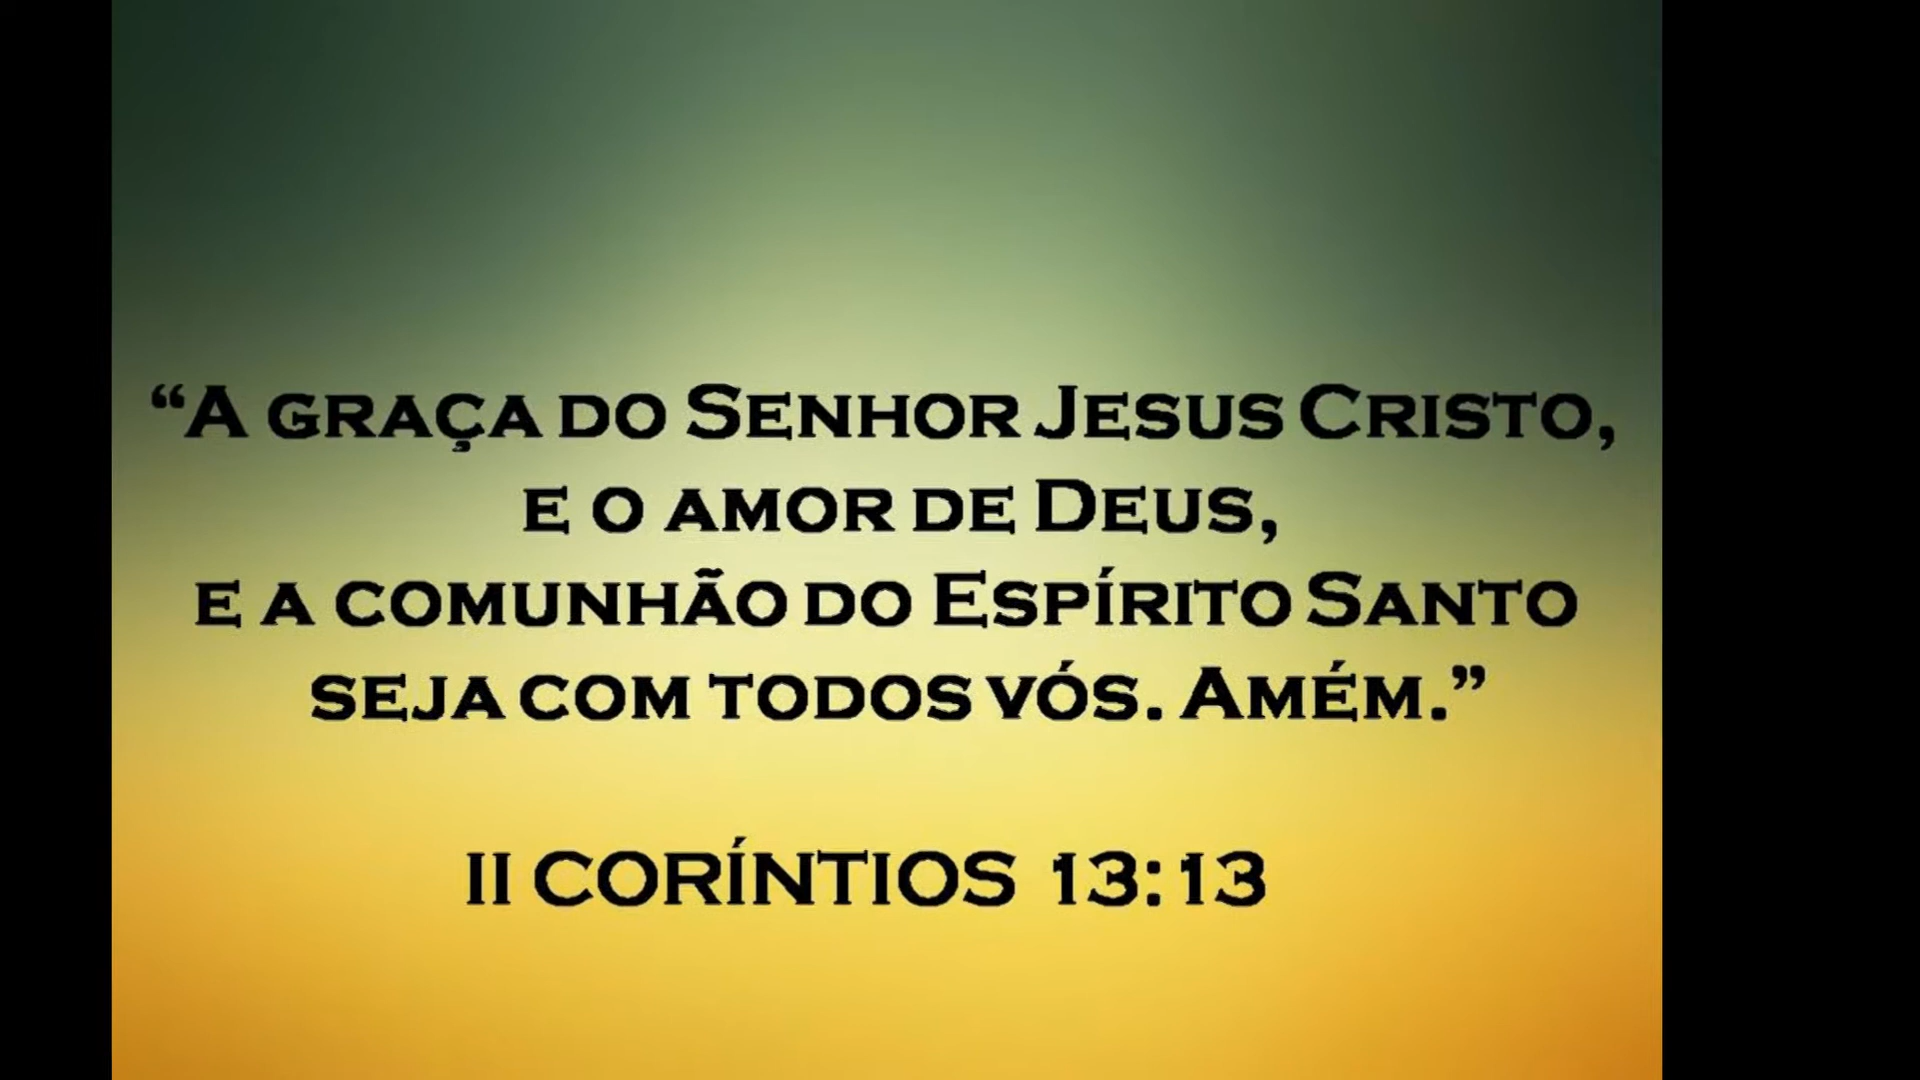 “A GRAÇA DO SENHOR JESUS CRISTO,
E O AMOR DE DEUS,
E A COMUNHÃO DO ESPÍRITO SANTO
SEJA COM TODOS VÓS. AMÉM.”
II CORÍNTIOS 13:13